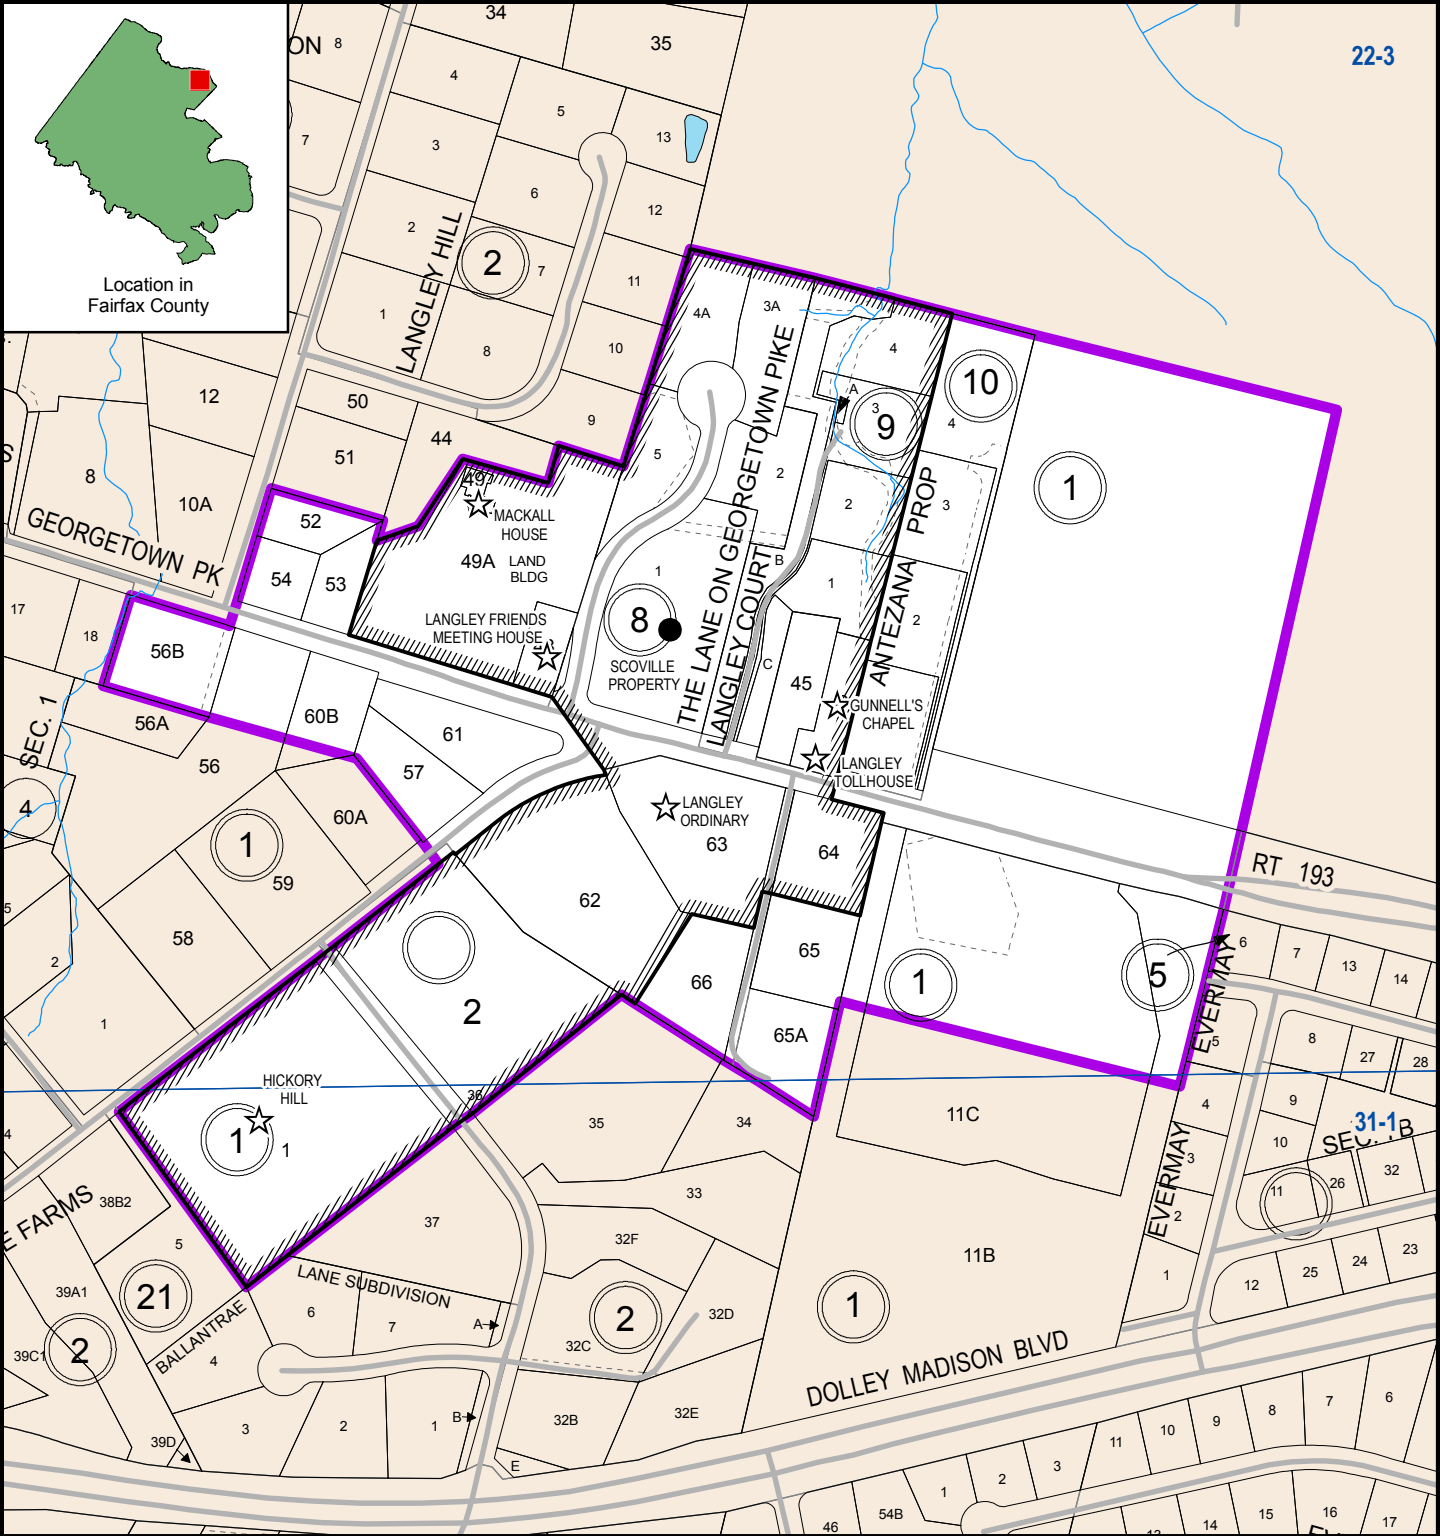 34
35
22-3
ON
8
7
4
5
13
3
6
12
2
LANGLEY HILL
2
7
11
1
8
10
9
Location in
Fairfax County
4A
3A
4
A
3
9
10
4
1
12
50
44
51
8
10A
GEORGETOWN PK
52
54
53
49
MACKALL
HOUSE
49A
LAND
BLDG
LANGLEY FRIENDS
MEETING HOUSE
5
2
2
3
1
B
1
2
8
SCOVILLE
PROPERTY
THE LANE ON GEORGETOWN PIKE
LANGLEY COURT
ANTEZANA PROP
C
45
GUNNELL'S
CHAPEL
LANGLEY
TOLLHOUSE
17
18
56B
56A
SEC. 1
56
60B
61
57
60A
4
1
59
58
5
2
1
LANGLEY
ORDINARY
63
64
62
65
66
65A
2
1
5
RT 193
EVERMAY
6
7
13
14
5
8
27
28
4
9
31-1
10
SEC. 1B
3
32
26
11
2
EVERMAY
1
12
25
24
23
HICKORY
HILL
1
1
36
35
34
11C
33
11B
1
4
38B2
E FARMS
5
37
32F
39A1
21
LANE SUBDIVISION
BALLANTRAE
6
7
A
2
32D
32C
39C1
2
4
3
2
1
B
32B
32E
39D
E
DOLLEY MADISON BLVD
11
10
9
8
7
6
3
2
1
54B
46
13
14
15
16
17